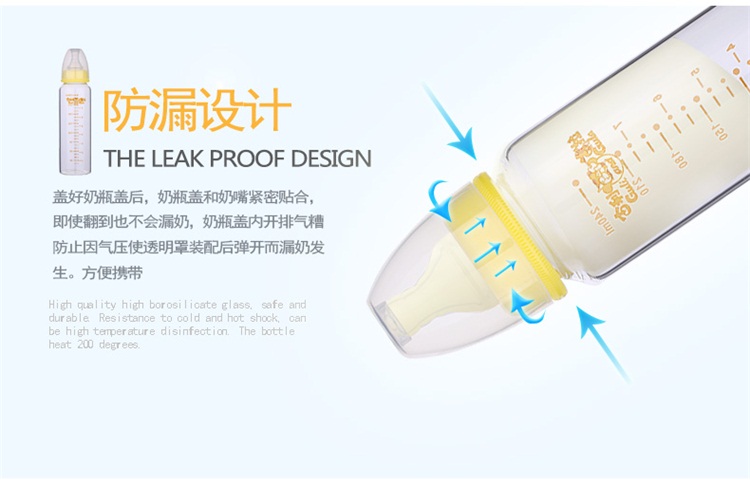 防漏设计
THE LEAK PROOF DESIGN
盖好奶瓶盖后，奶瓶盖和奶嘴紧密贴合，
即使翻到也不会漏奶，奶瓶盖内开排气糟
防止因气压使透明罩装配后弹开而漏奶发
生。方便携带
High quality high borosilicate glass, safe and
durable. Resistance to cold and hot shock, can
be high temperature disinfection. The bottle
heat 200 degrees.
240ml
210
180
150